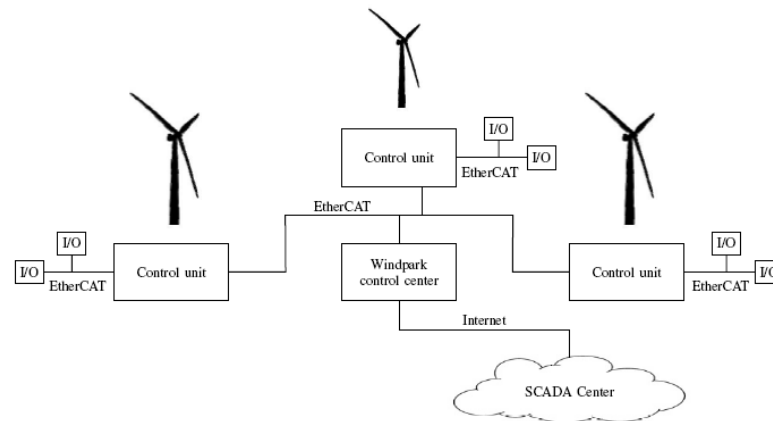 I/O
Control unit
I/O
EtherCAT
EtherCAT
I/O
I/O
Control unit
EtherCAT
Windpark
control center
I/O
Control unit
I/O
EtherCAT
Internet
SCADA Center